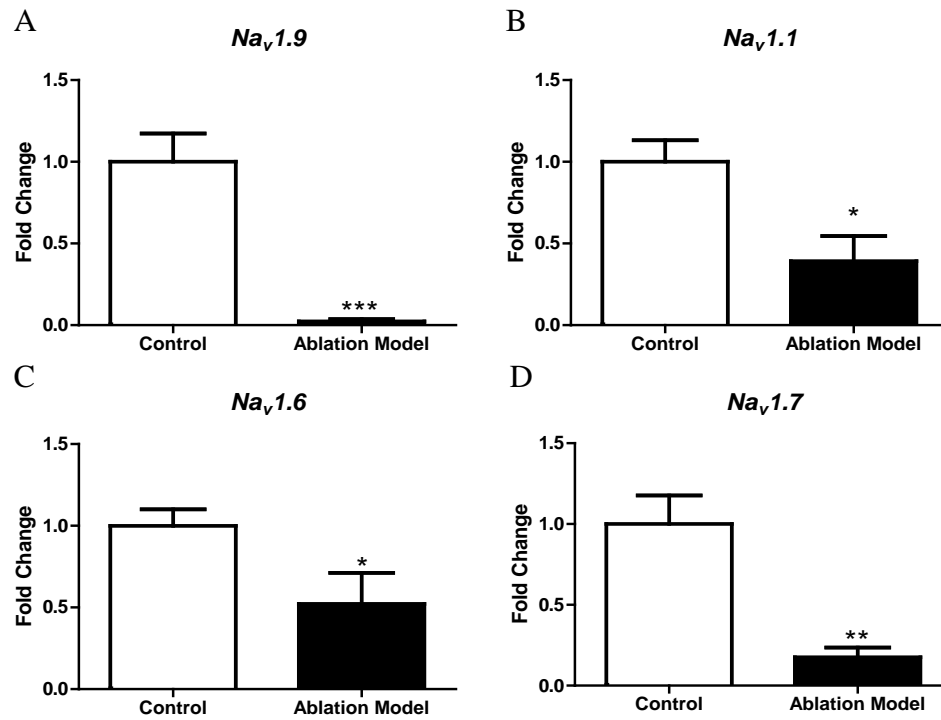 A
Nav1.9
1.5
1.0
0.5
0.0
Fold Change
***
Control Ablation Model
B
Nav1.1
1.5
1.0
0.5
0.0
Fold Change
*
Control Ablation Model
C
Nav1.6
1.5
1.0
0.5
0.0
Fold Change
*
Control Ablation Model
D
Nav1.7
1.5
1.0
0.5
0.0
Fold Change
**
Control Ablation Model